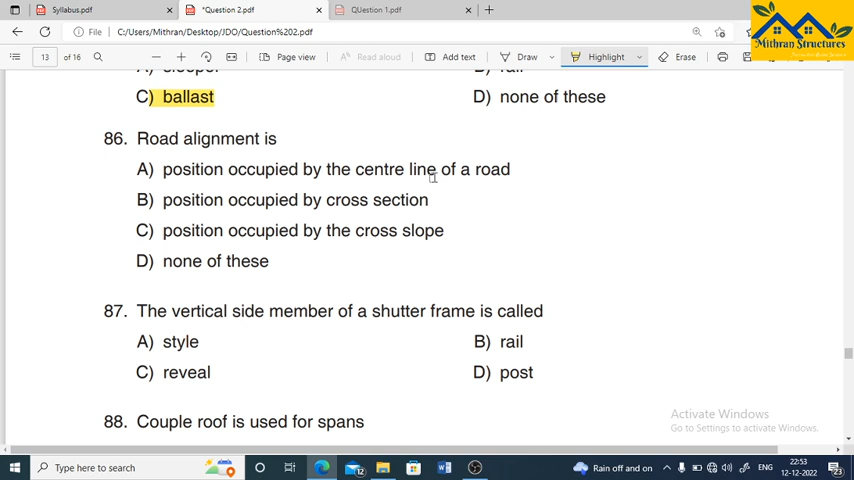 Syllabus.pdf
*Question 2.pdf
QUestion 1.pdf
File
C:/Users/Mithran/Desktop/JDO/Question%202.pdf
13 of 16
Page view
Read aloud
Add text
Draw
Highlight
Erase
Mithran Structures
C) ballast
D) none of these
86. Road alignment is
A) position occupied by the centre line of a road
B) position occupied by cross section
C) position occupied by the cross slope
D) none of these
87. The vertical side member of a shutter frame is called
A) style
B) rail
C) reveal
D) post
88. Couple roof is used for spans
Activate Windows
Go to Settings to activate Windows.
Type here to search
12
Rain off and on
ENG
22:53
12-12-2022
23